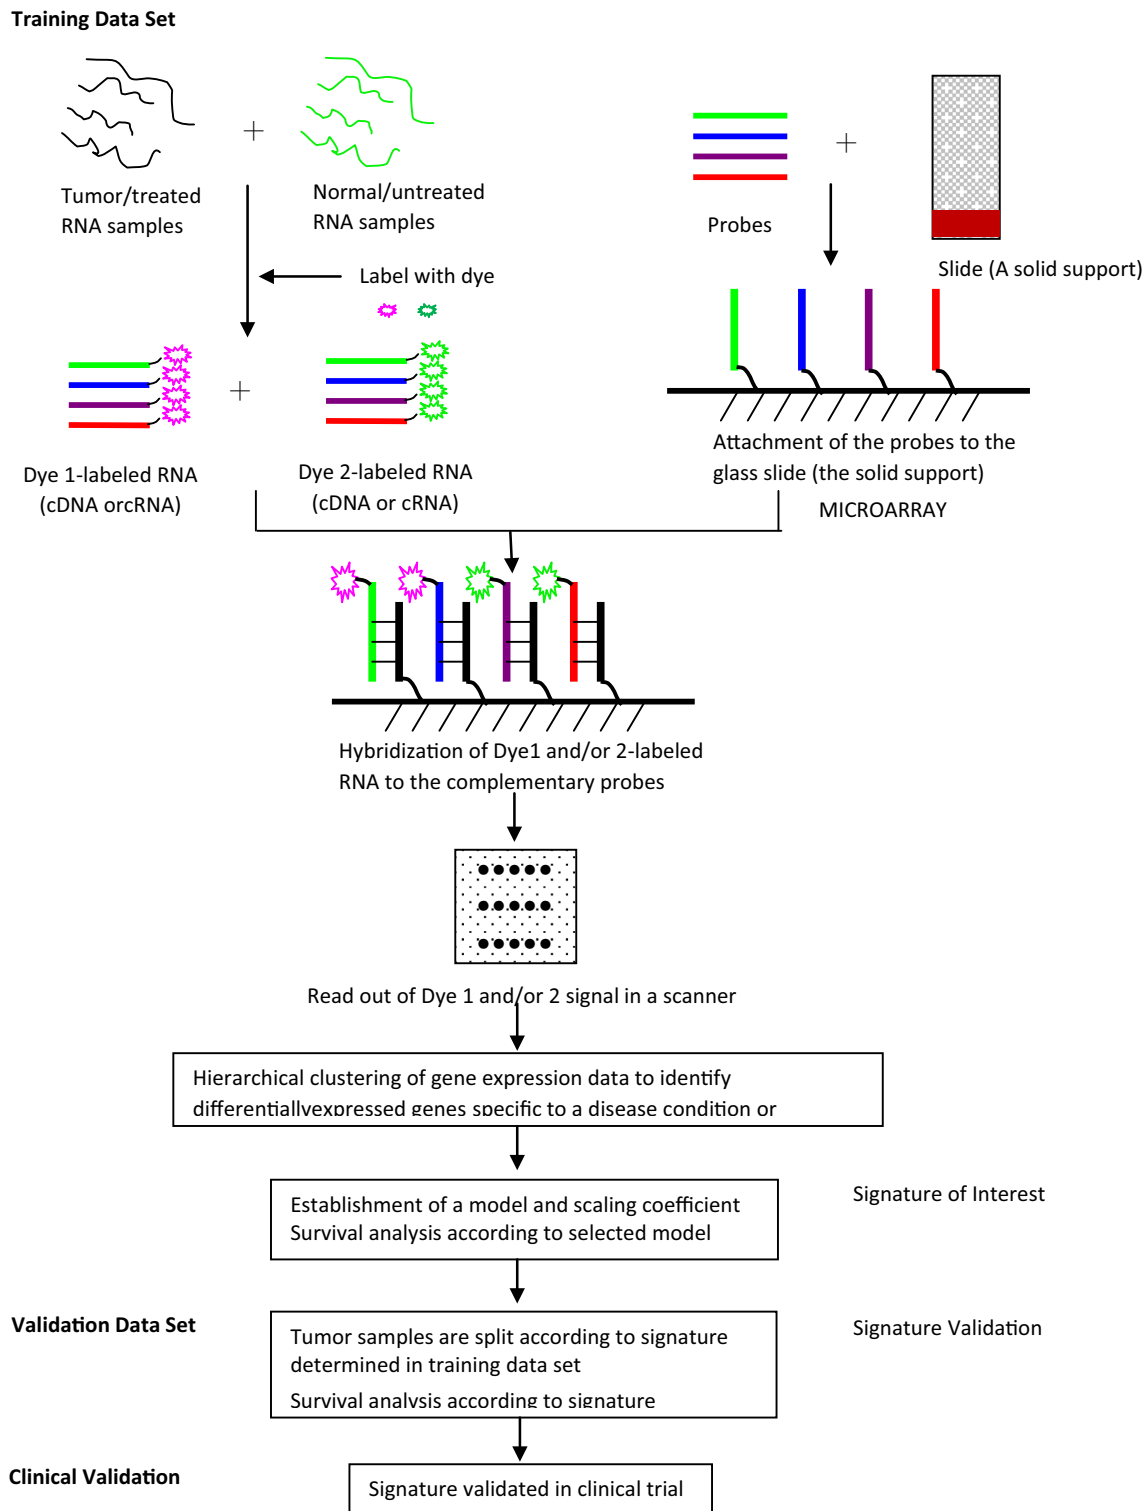 Training Data Set
Tumor/treated
RNA samples
+
Normal/untreated
RNA samples
Label with dye
Probes
+
Slide (A solid support)
Dye 1-labeled RNA
(cDNA orcRNA)
+
Dye 2-labeled RNA
(cDNA or cRNA)
Attachment of the probes to the
glass slide (the solid support)
MICROARRAY
Hybridization of Dye1 and/or 2-labeled
RNA to the complementary probes
Read out of Dye 1 and/or 2 signal in a scanner
Hierarchical clustering of gene expression data to identify
differentiallyexpressed genes specific to a disease condition or
Establishment of a model and scaling coefficient
Survival analysis according to selected model
Signature of Interest
Validation Data Set
Tumor samples are split according to signature
determined in training data set
Survival analysis according to signature
Signature Validation
Clinical Validation
Signature validated in clinical trial